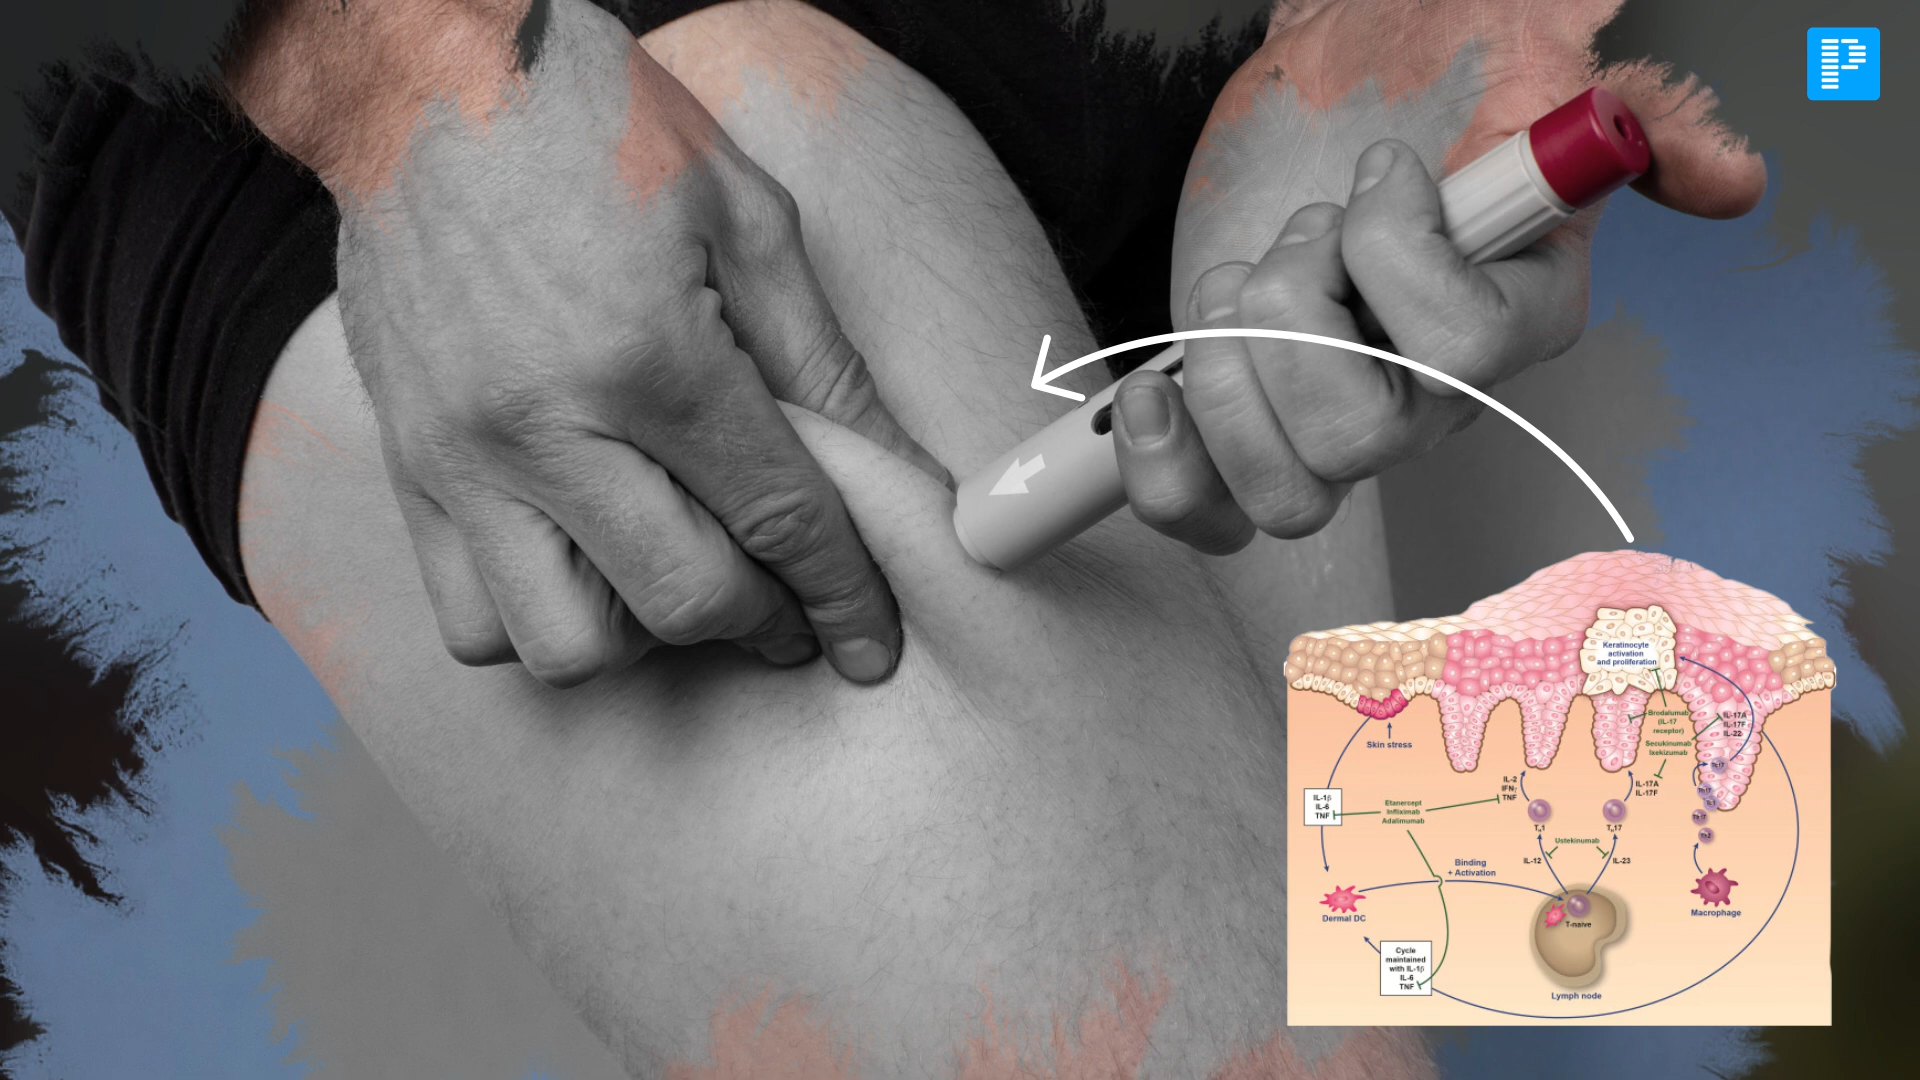 P
Keratinocyte
activation
and proliferation
Brodalumab
(IL-17
receptor)
IL-17A
IL-17F
IL-22
Secukinumab
Ixekizumab
Skin stress
IL-1β
IL-6
TNF
Etanercept
Infliximab
Adalimumab
IL-2
IFNγ
TNF
IL-17A
IL-17F
Tc17
Th17
Th17
TH1
TH17
Ustekinumab
IL-12
IL-23
Binding
+ Activation
Dermal DC
T-naive
Macrophage
Cycle
maintained
with IL-1β
IL-6
TNF
Lymph node